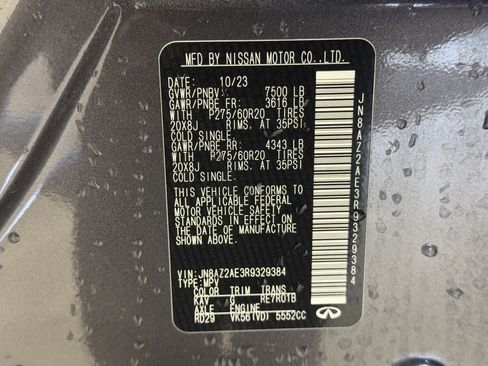 MFD BY NISSAN MOTOR CO.,LTD.
DATE: 10/23
GVWR/PNBV: 7500 LB
GAWR/PNBE FR: 3616 LB
WITH P275/60R20 TIRES
20X8J RIMS. AT 35PSI
COLD SINGLE.
GAWR/PNBE RR: 4343 LB
WITH P275/60R20 TIRES
20X8J RIMS. AT 35PSI
COLD SINGLE.
THIS VEHICLE CONFORMS TO
ALL APPLICABLE FEDERAL
MOTOR VEHICLE SAFETY
STANDARDS IN EFFECT ON
THE DATE OF MANUFACTURE
SHOWN ABOVE.
VIN:JN8AZ2AE3R9329384
TYPE:MPV
COLOR TRIM TRANS
KAV G RE7R01B
AXLE ENGINE
RD29 VK56(VD) 5552CC
JN8AZ2AE3R9329384